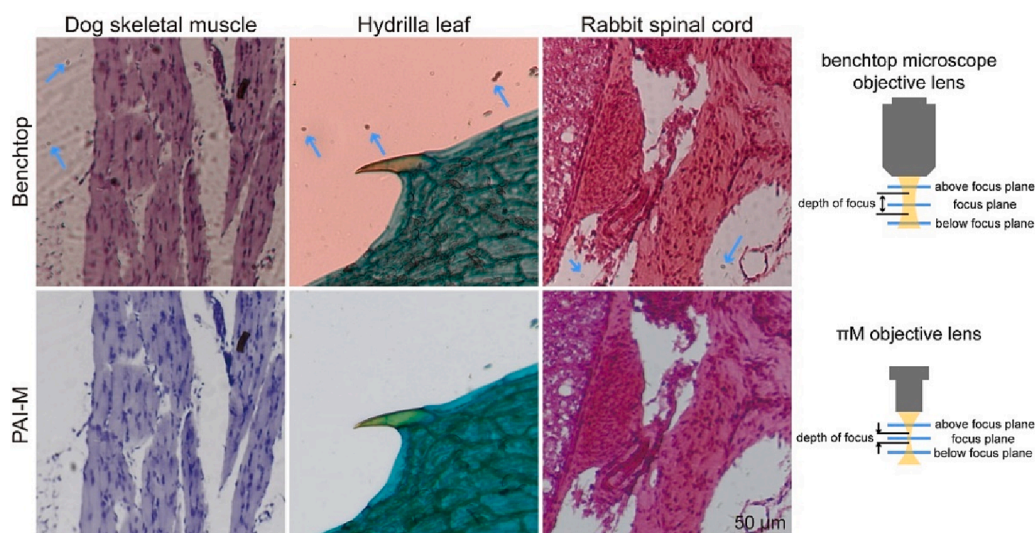 Dog skeletal muscle
Hydrilla leaf
Rabbit spinal cord
Benchtop
PAI-M
50 µm
benchtop microscope
objective lens
above focus plane
depth of focus
focus plane
below focus plane
πM objective lens
above focus plane
depth of focus
focus plane
below focus plane